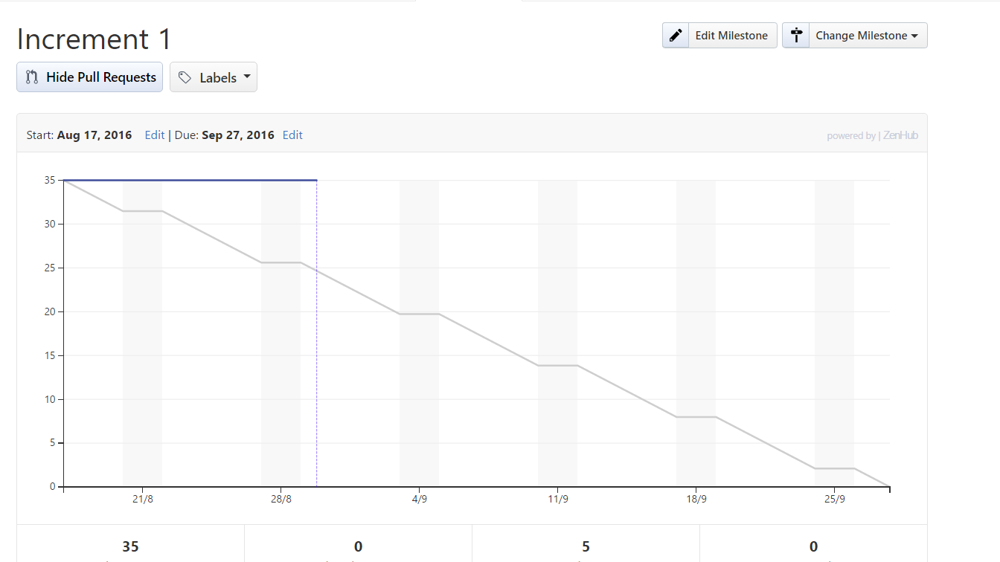 Increment 1
Edit Milestone
Change Milestone
Hide Pull Requests
Labels
Start: Aug 17, 2016 Edit | Due: Sep 27, 2016 Edit
powered by | ZenHub
35
30
25
20
15
10
5
0
21/8 28/8 4/9 11/9 18/9 25/9
35 0 5 0